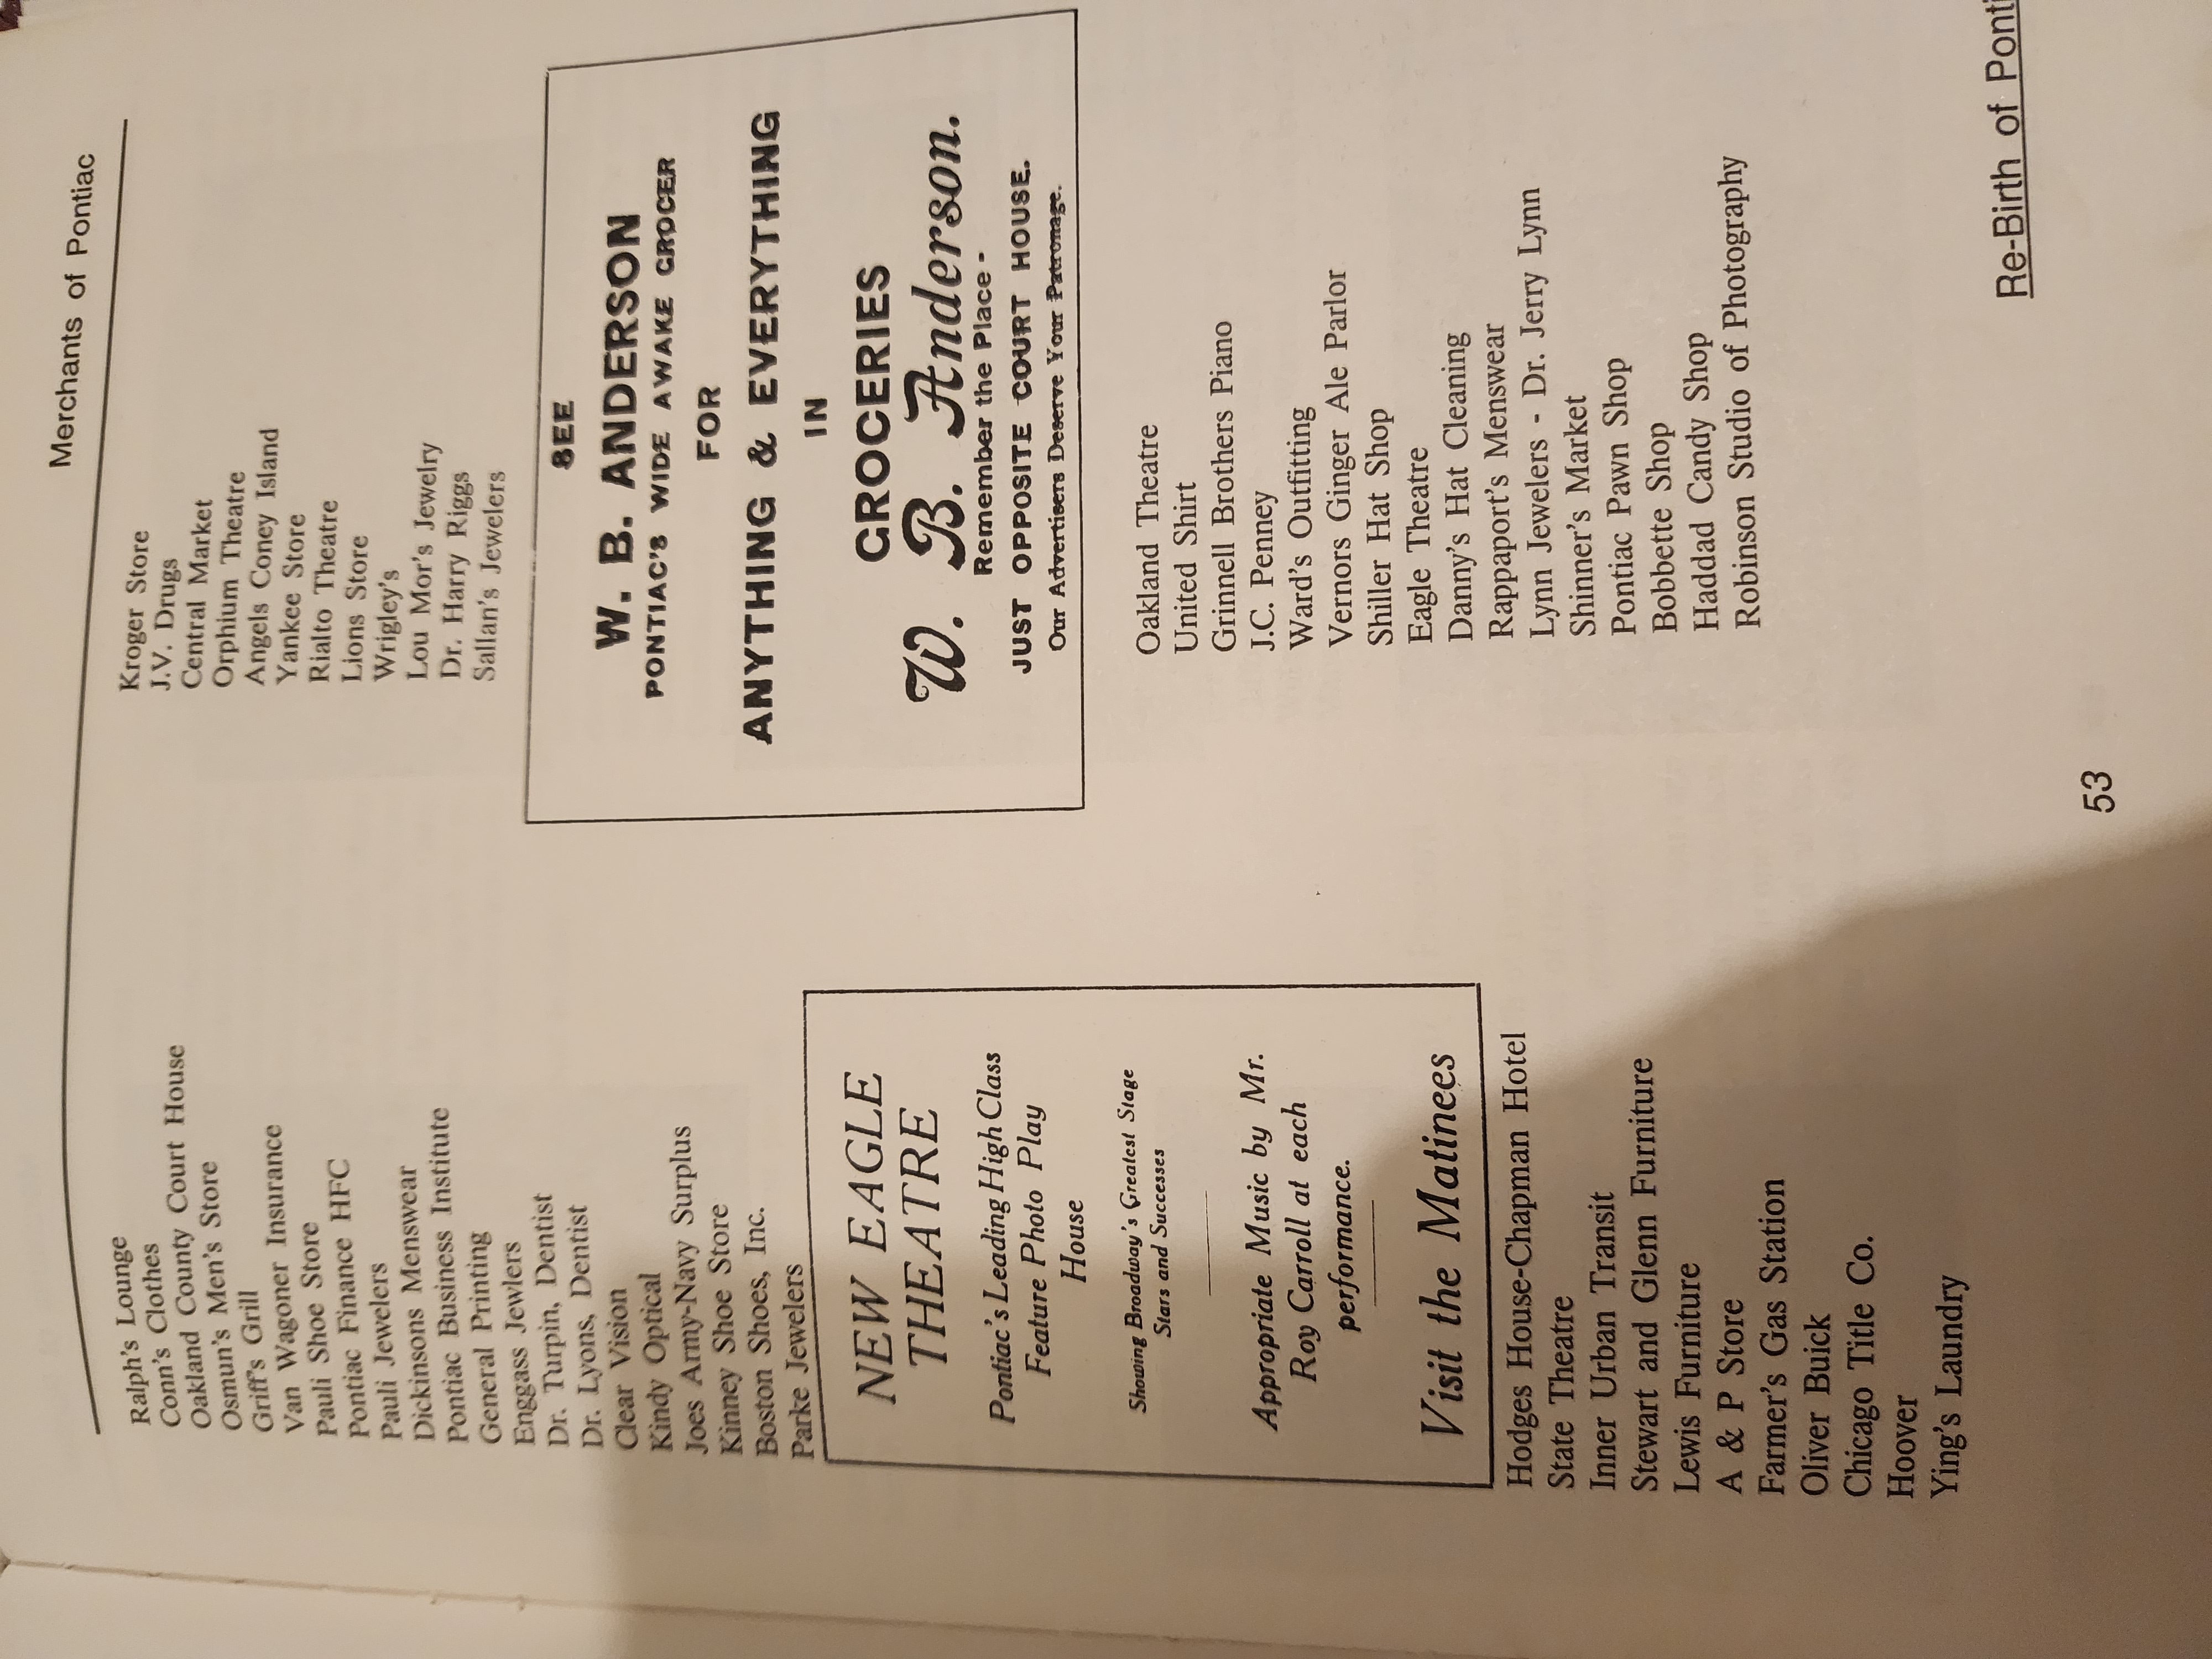 Merchants of Pontiac
Ralph's Lounge
Conn's Clothes
Oakland County Court House
Osmun's Men's Store
Griff's Grill
Van Wagoner Insurance
Pauli Shoe Store
Pontiac Finance HFC
Pauli Jewelers
Dickinsons Menswear
Pontiac Business Institute
General Printing
Engass Jewlers
Dr. Turpin, Dentist
Dr. Lyons, Dentist
Clear Vision
Kindy Optical
Joes Army-Navy Surplus
Kinney Shoe Store
Boston Shoes, Inc.
Parke Jewelers
NEW EAGLE
THEATRE
Pontiac's Leading High Class
Feature Photo Play
House
Showing Broadway's Greatest Stage
Stars and Successes
Appropriate Music by Mr.
Roy Carroll at each
performance.
Visit the Matinees
Hodges House-Chapman Hotel
State Theatre
Inner Urban Transit
Stewart and Glenn Furniture
Lewis Furniture
A & P Store
Farmer's Gas Station
Oliver Buick
Chicago Title Co.
Hoover
Ying's Laundry
Kroger Store
J.V. Drugs
Central Market
Orphium Theatre
Angels Coney Island
Yankee Store
Rialto Theatre
Lions Store
Wrigley's
Lou Mor's Jewelry
Dr. Harry Riggs
Sallan's Jewelers
SEE
W. B. ANDERSON
PONTIAC'S WIDE AWAKE GROCER
FOR
ANYTHING & EVERYTHING
IN
GROCERIES
W. B. Anderson.
Remember the Place -
JUST OPPOSITE COURT HOUSE.
Our Advertisers Deserve Your Patronage.
Oakland Theatre
United Shirt
Grinnell Brothers Piano
J.C. Penney
Ward's Outfitting
Vernors Ginger Ale Parlor
Shiller Hat Shop
Eagle Theatre
Danny's Hat Cleaning
Rappaport's Menswear
Lynn Jewelers - Dr. Jerry Lynn
Shinner's Market
Pontiac Pawn Shop
Bobbette Shop
Haddad Candy Shop
Robinson Studio of Photography
Re-Birth of Ponti
53